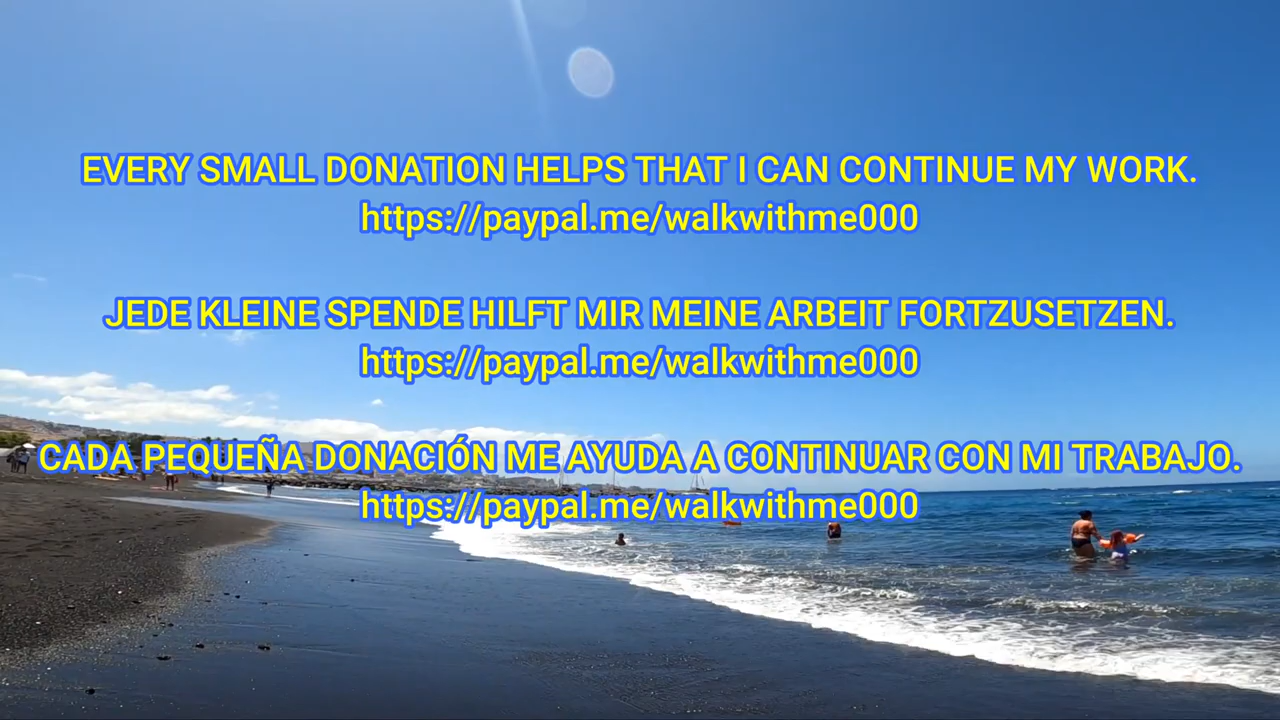 EVERY SMALL DONATION HELPS THAT I CAN CONTINUE MY WORK.
https://paypal.me/walkwithme000
JEDE KLEINE SPENDE HILFT MIR MEINE ARBEIT FORTZUSETZEN.
https://paypal.me/walkwithme000
CADA PEQUEÑA DONACIÓN ME AYUDA A CONTINUAR CON MI TRABAJO.
https://paypal.me/walkwithme000